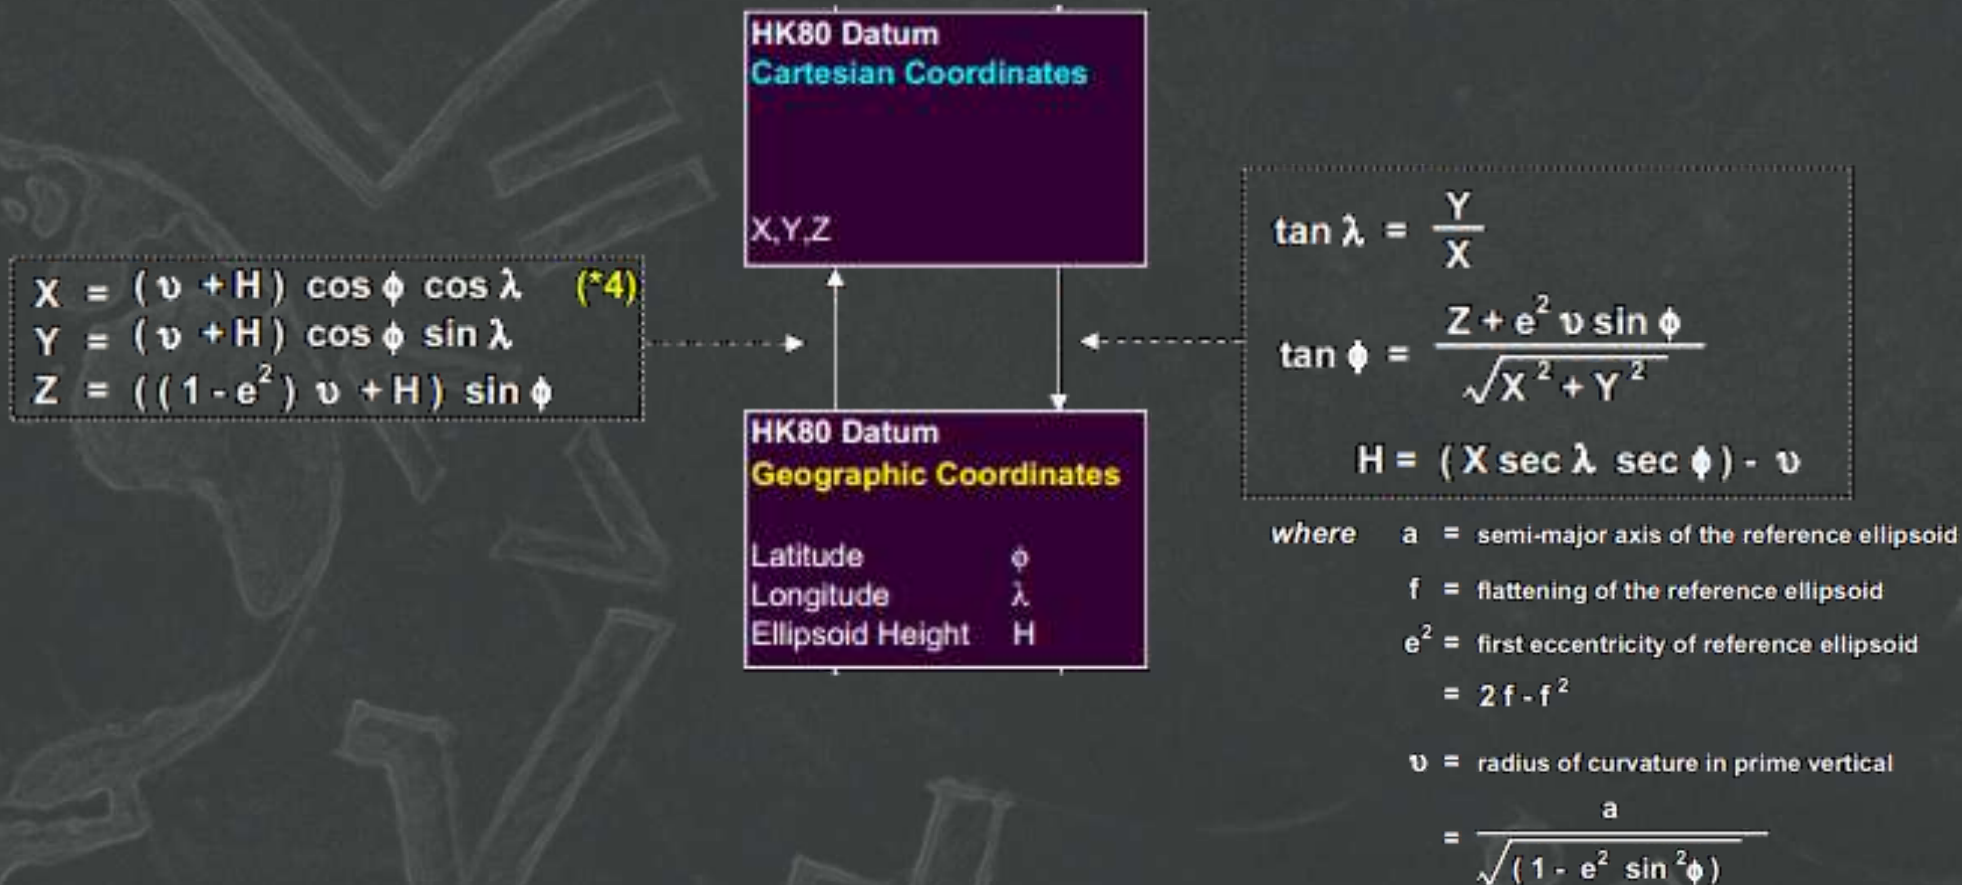 HK80 Datum
Cartesian Coordinates
X,Y,Z
X = ( υ + H ) cos ϕ cos λ (*4)
Y = ( υ + H ) cos ϕ sin λ
Z = ( ( 1 - e² ) υ + H ) sin ϕ
HK80 Datum
Geographic Coordinates
Latitude ϕ
Longitude λ
Ellipsoid Height H
tan λ = Y / X
tan ϕ = Z + e² υ sin ϕ / √X² + Y²
H = ( X sec λ sec ϕ ) - υ
where a = semi-major axis of the reference ellipsoid
f = flattening of the reference ellipsoid
e² = first eccentricity of reference ellipsoid
= 2 f - f²
υ = radius of curvature in prime vertical
= a / √( 1 - e² sin ²ϕ )